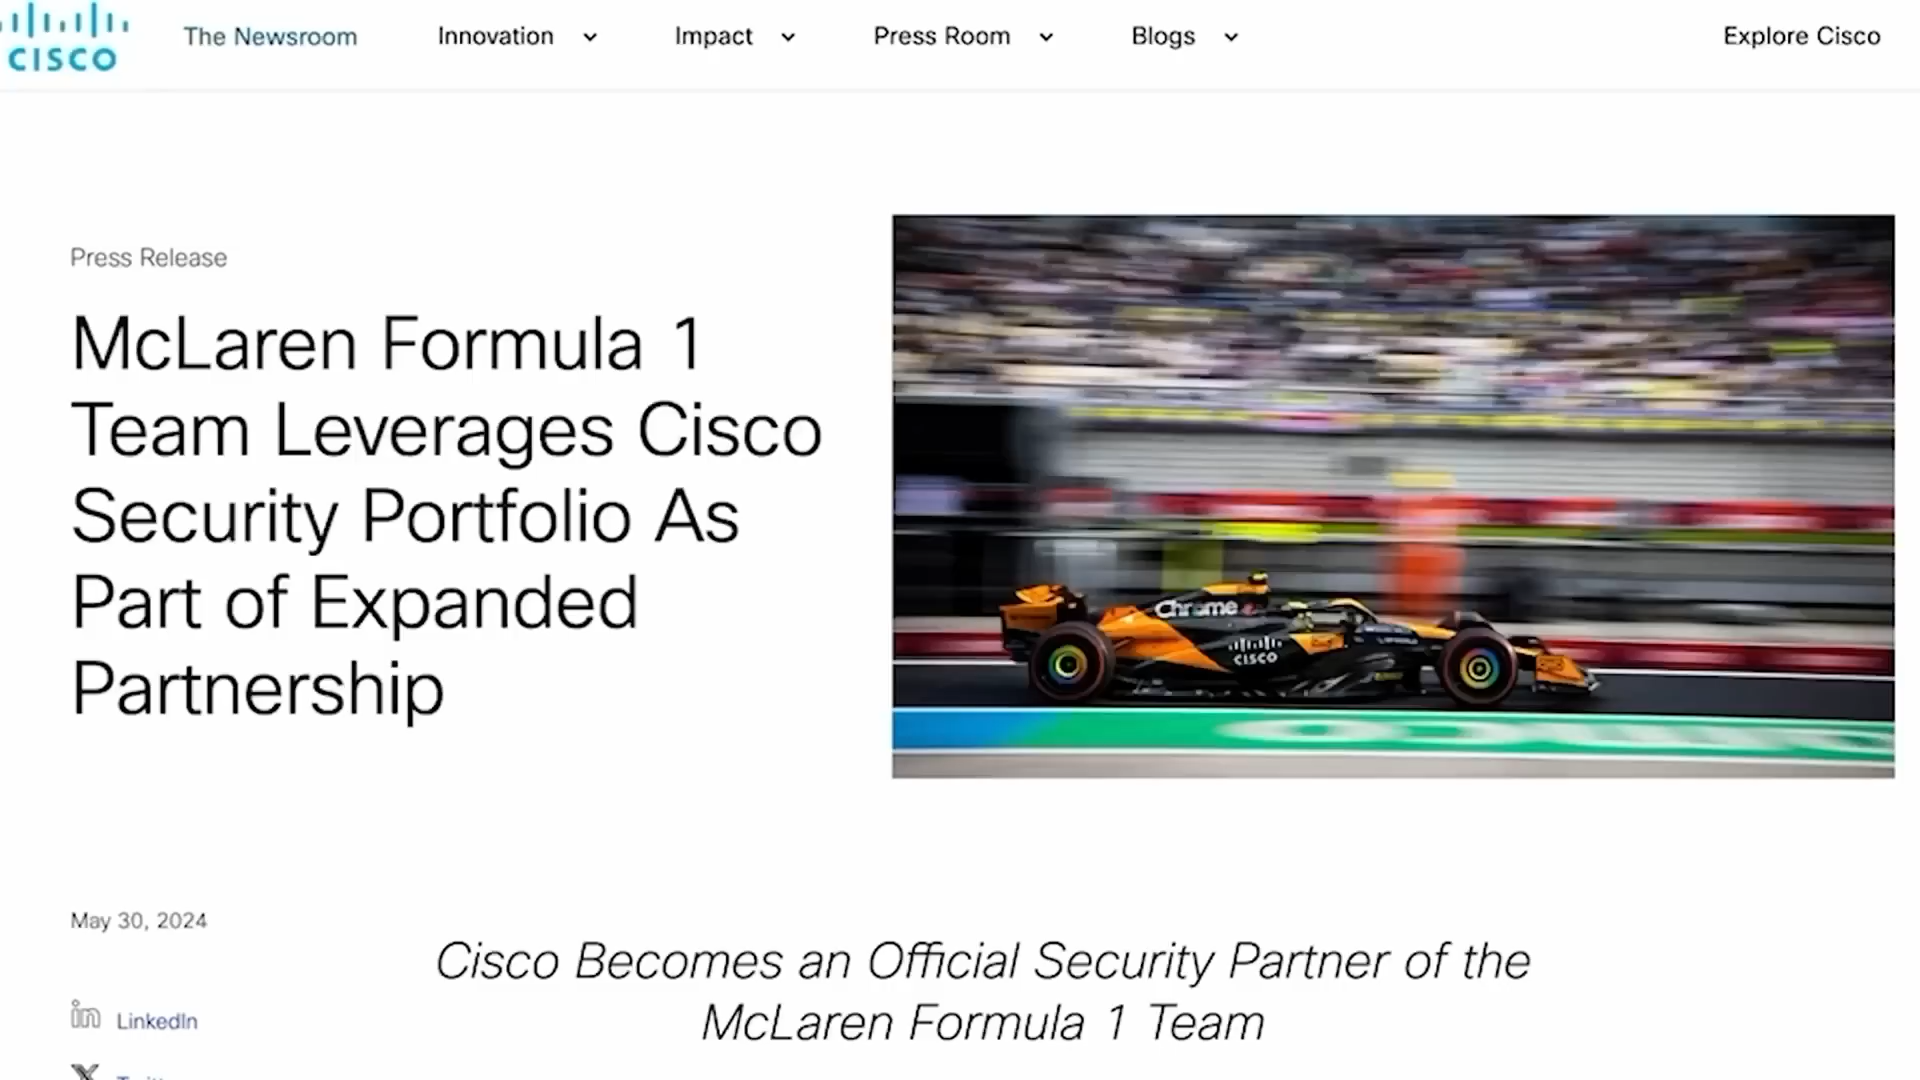 CISCO
The Newsroom
Innovation
Impact
Press Room
Blogs
Explore Cisco
Press Release
McLaren Formula 1
Team Leverages Cisco
Security Portfolio As
Part of Expanded
Partnership
Chrome
CISCO
May 30, 2024
Cisco Becomes an Official Security Partner of the
McLaren Formula 1 Team
in LinkedIn